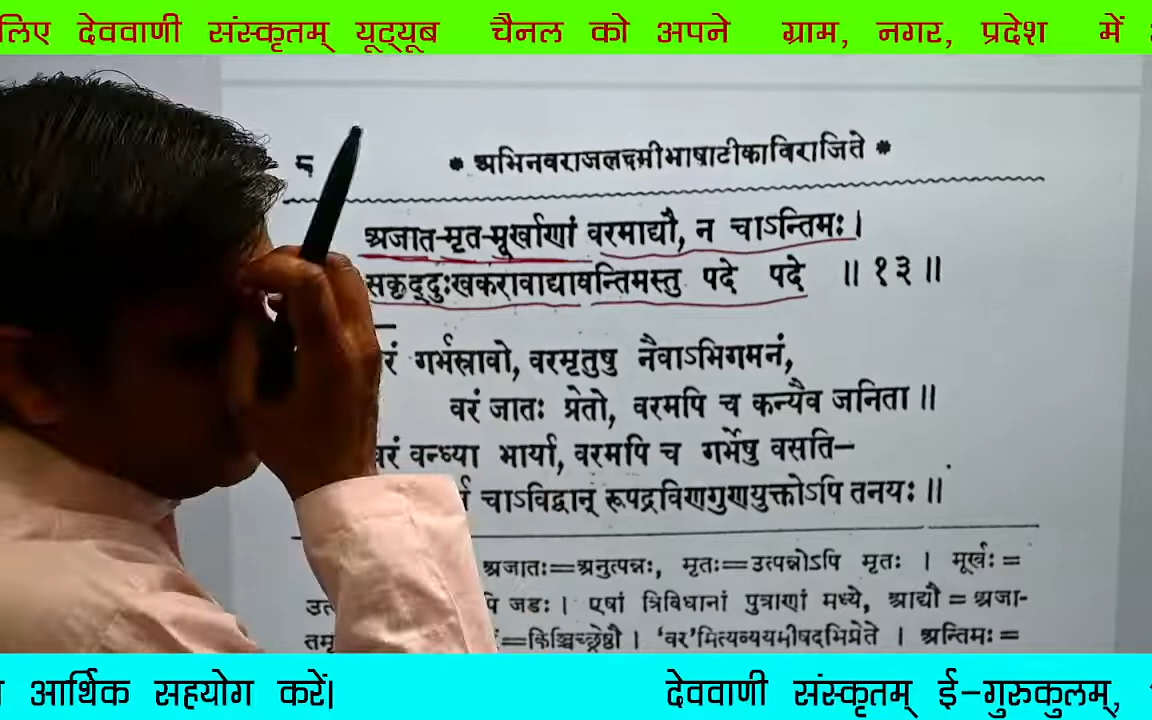 लिए देववाणी संस्कृतम् यूट्यूब चैनल को अपने ग्राम, नगर, प्रदेश में
८ * अभिनवराजलक्ष्मीभाषाटीकाविराजिते *
अजात-मृत-मूर्खाणां वरमाद्यौ, न चाऽन्तिमः ।
सकृद्दुःखकरावाद्यावन्तिमस्तु पदे पदे ॥ १३ ॥
गर्भस्रावो, वरमृतुषु नैवाऽभिगमनं,
वरं जातः प्रेतो, वरमपि च कन्यैव जनिता ॥
वरं वन्ध्या भार्या, वरमपि च गर्भेषु वसति–
चाऽविद्वान् रूपद्रविणगुणयुक्तोऽपि तनयः ॥
अजातः=अनुत्पन्नः, मृतः=उत्पन्नोऽपि मृतः । मूर्खः=
जडः । एषां त्रिविधानां पुत्राणां मध्ये, आद्यौ = अजा-
=किञ्चिच्छ्रेष्ठौ । 'वर'मित्यव्ययमीषदभिप्रेते । अन्तिमः =
आर्थिक सहयोग करें। देववाणी संस्कृतम् ई-गुरुकुलम्,